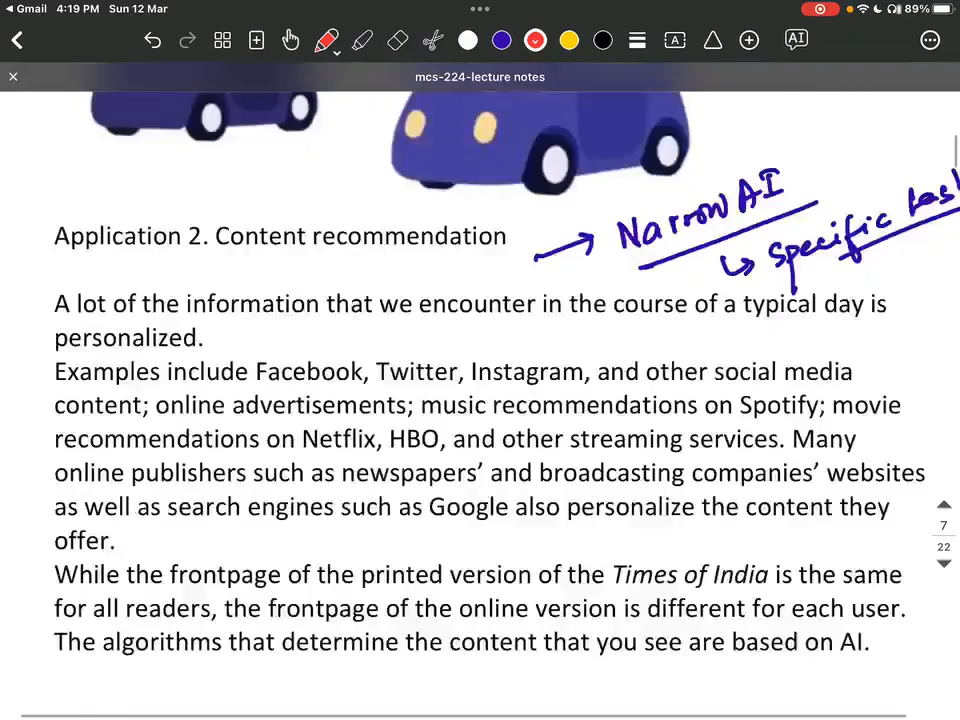 ◀ Gmail 4:19 PM Sun 12 Mar 89%
A AI
mcs-224-lecture notes
Narrow AI
Application 2. Content recommendation
specific
A lot of the information that we encounter in the course of a typical day is
personalized.
Examples include Facebook, Twitter, Instagram, and other social media
content; online advertisements; music recommendations on Spotify; movie
recommendations on Netflix, HBO, and other streaming services. Many
online publishers such as newspapers’ and broadcasting companies’ websites
as well as search engines such as Google also personalize the content they
offer.
While the frontpage of the printed version of the Times of India is the same
for all readers, the frontpage of the online version is different for each user.
The algorithms that determine the content that you see are based on AI.
7
22